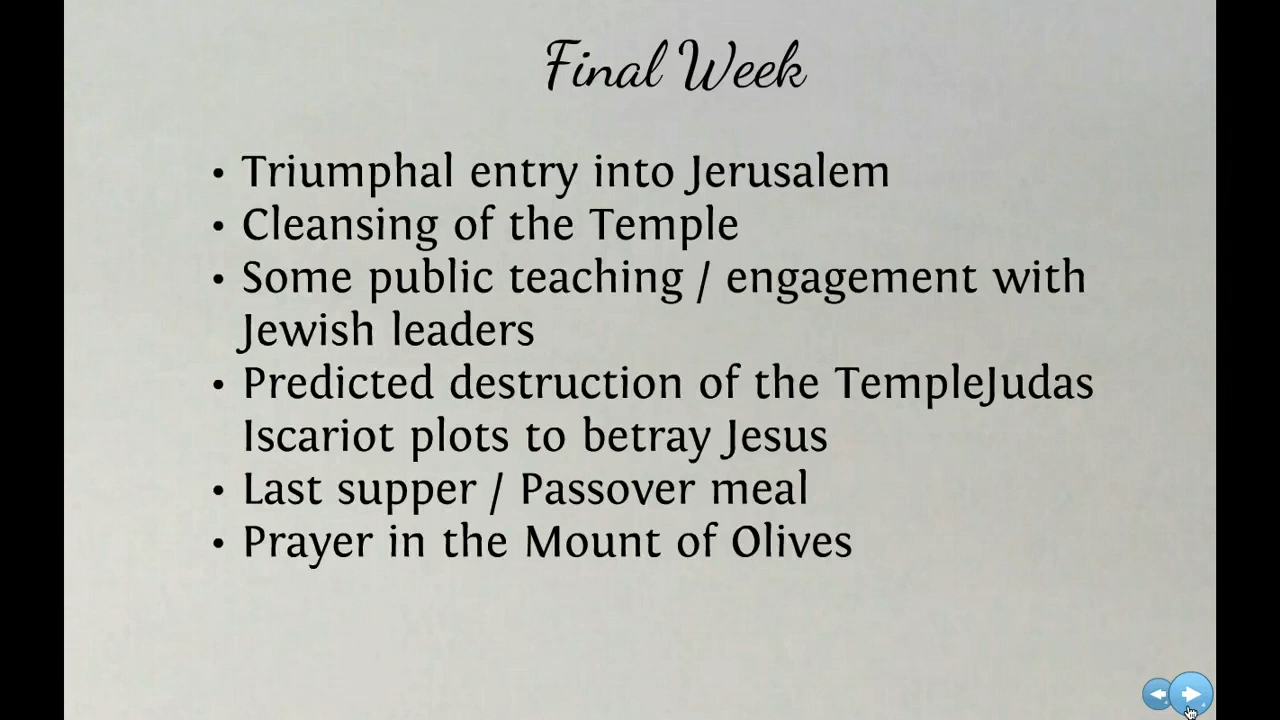 Final Week
• Triumphal entry into Jerusalem
• Cleansing of the Temple
• Some public teaching / engagement with
Jewish leaders
• Predicted destruction of the TempleJudas
Iscariot plots to betray Jesus
• Last supper / Passover meal
• Prayer in the Mount of Olives